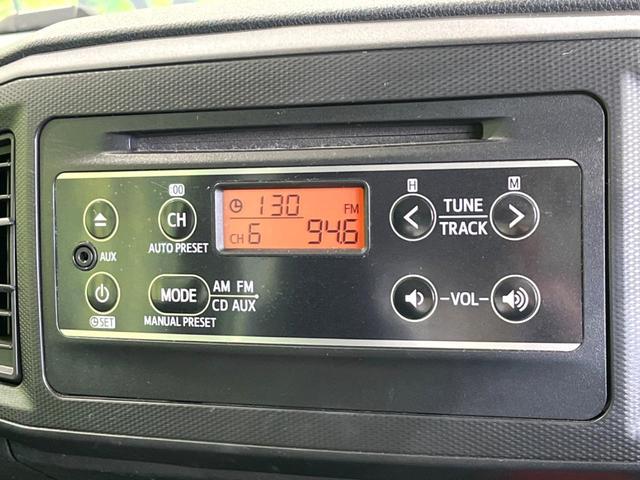 :00
H
M
CH
AUTO PRESET
AUX
1:30
FM
CH 6
94.6
TUNE
TRACK
MODE
AM FM
CD AUX
MANUAL PRESET
SET
VOL